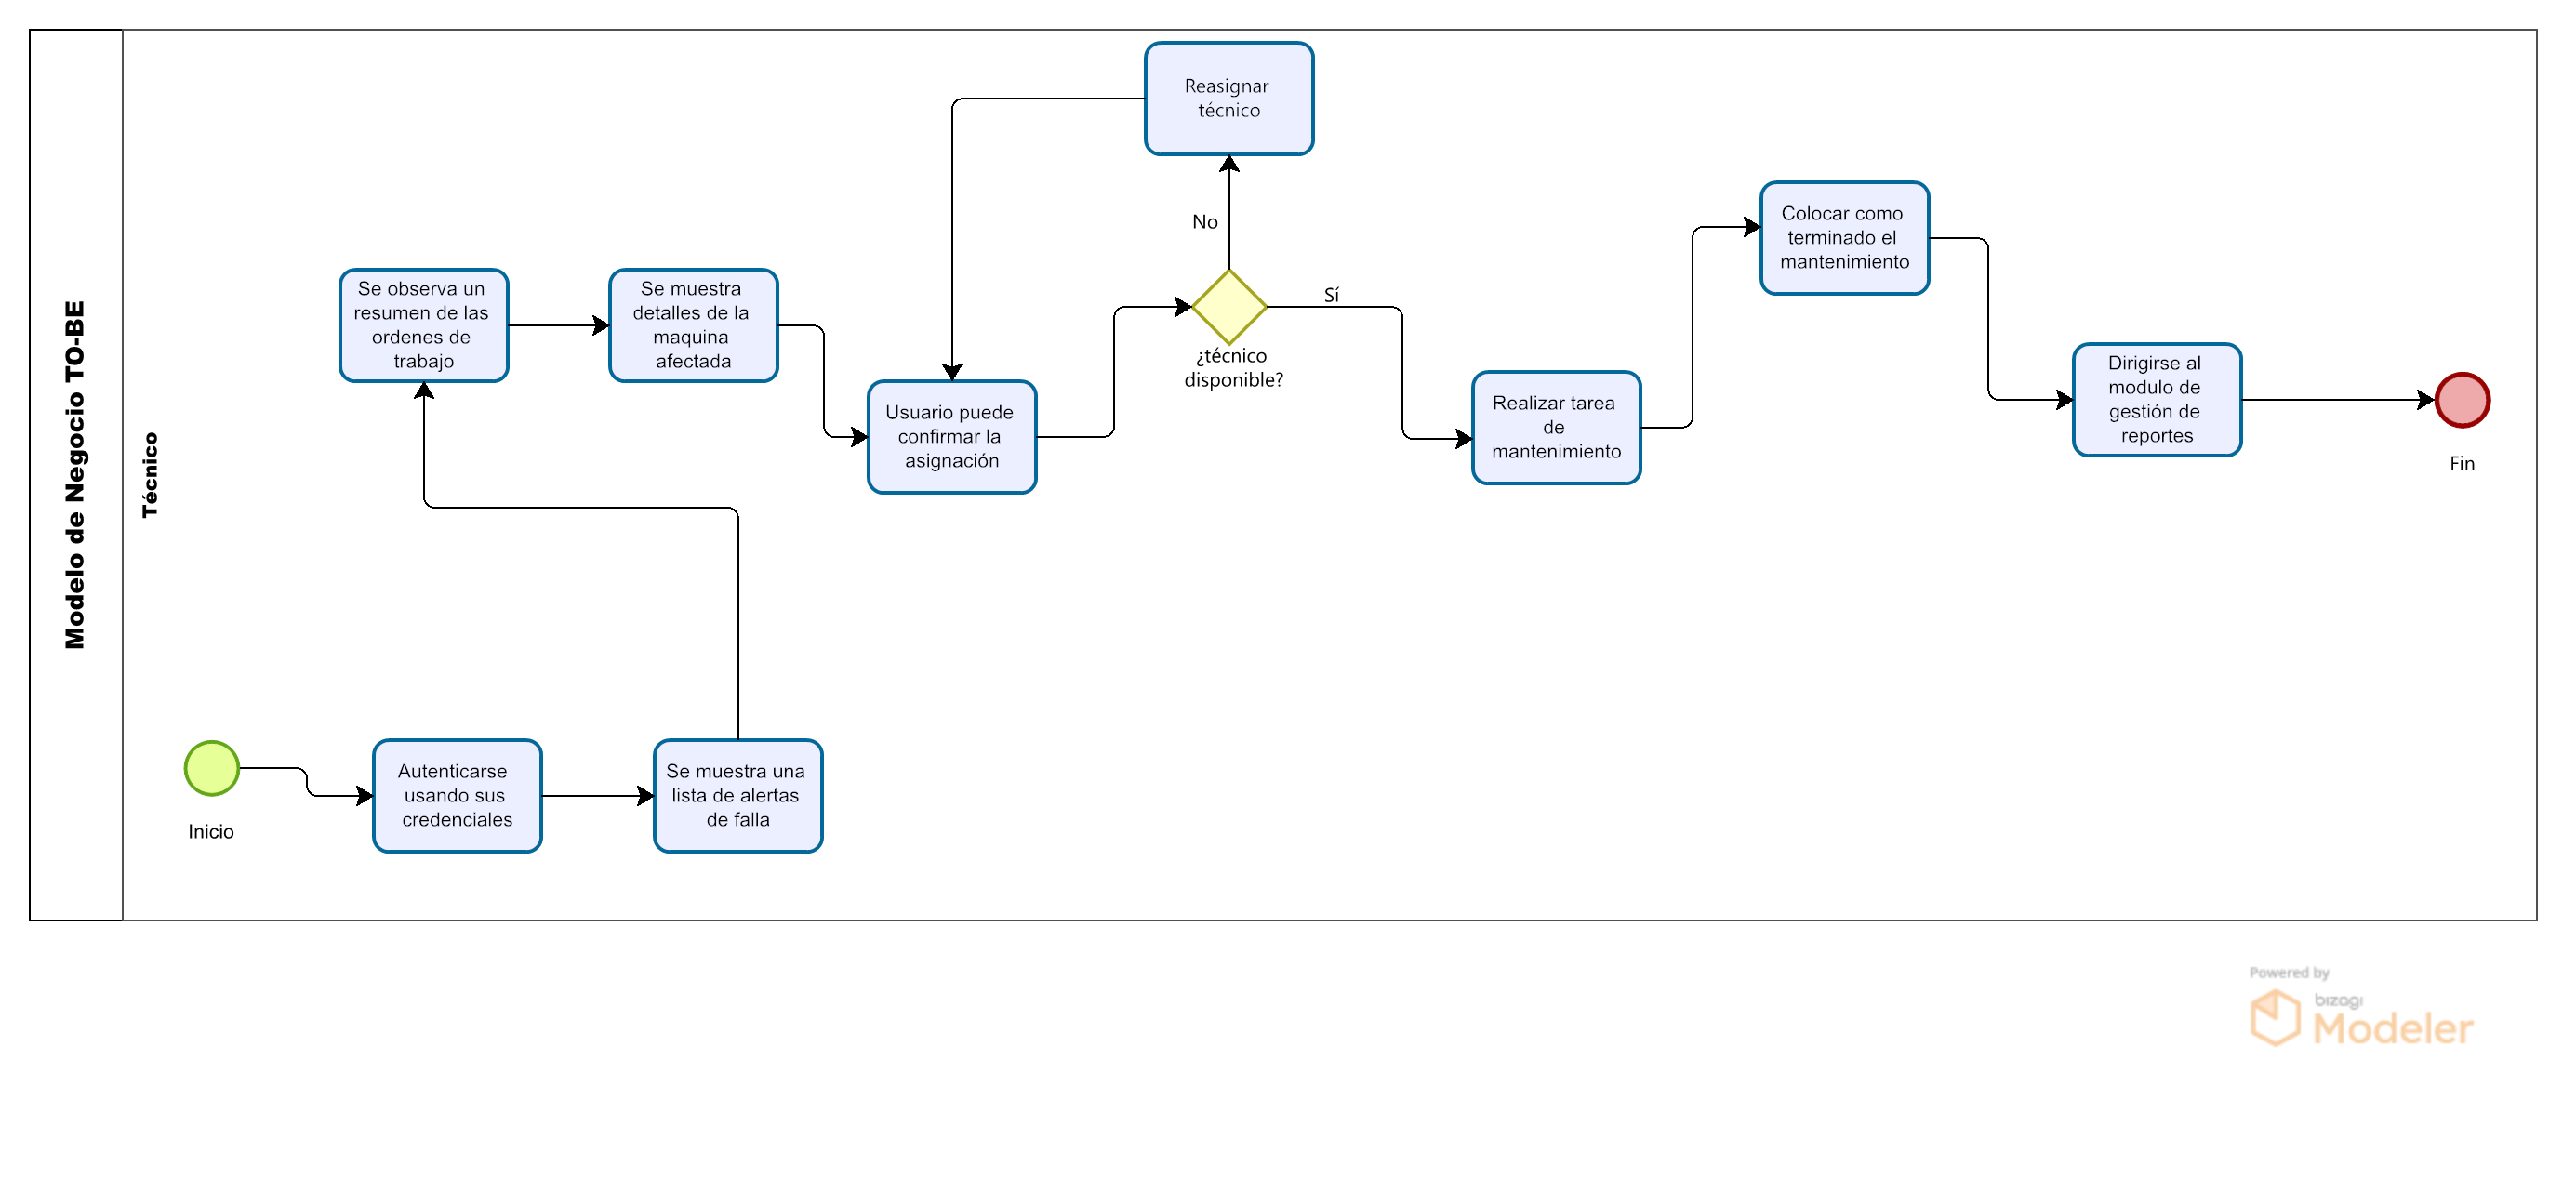 Modelo de Negocio TO-BE
Técnico
Inicio
Autenticarse
usando sus
credenciales
Se muestra una
lista de alertas
de falla
Se observa un
resumen de las
ordenes de
trabajo
Se muestra
detalles de la
maquina
afectada
Usuario puede
confirmar la
asignación
¿técnico
disponible?
No
Reasignar
técnico
Sí
Realizar tarea
de
mantenimiento
Colocar como
terminado el
mantenimiento
Dirigirse al
modulo de
gestión de
reportes
Fin
Powered by
bizagi
Modeler